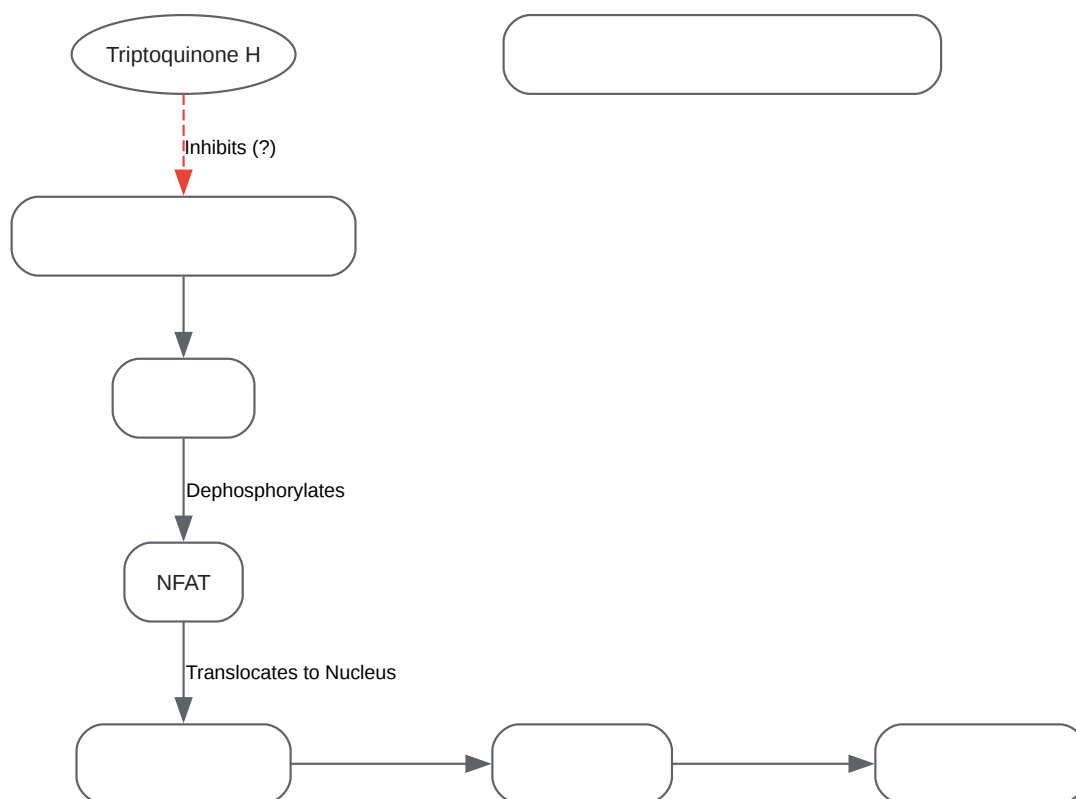 Triptoquinone H
Inhibits (?)
Dephosphorylates
NFAT
Translocates to Nucleus